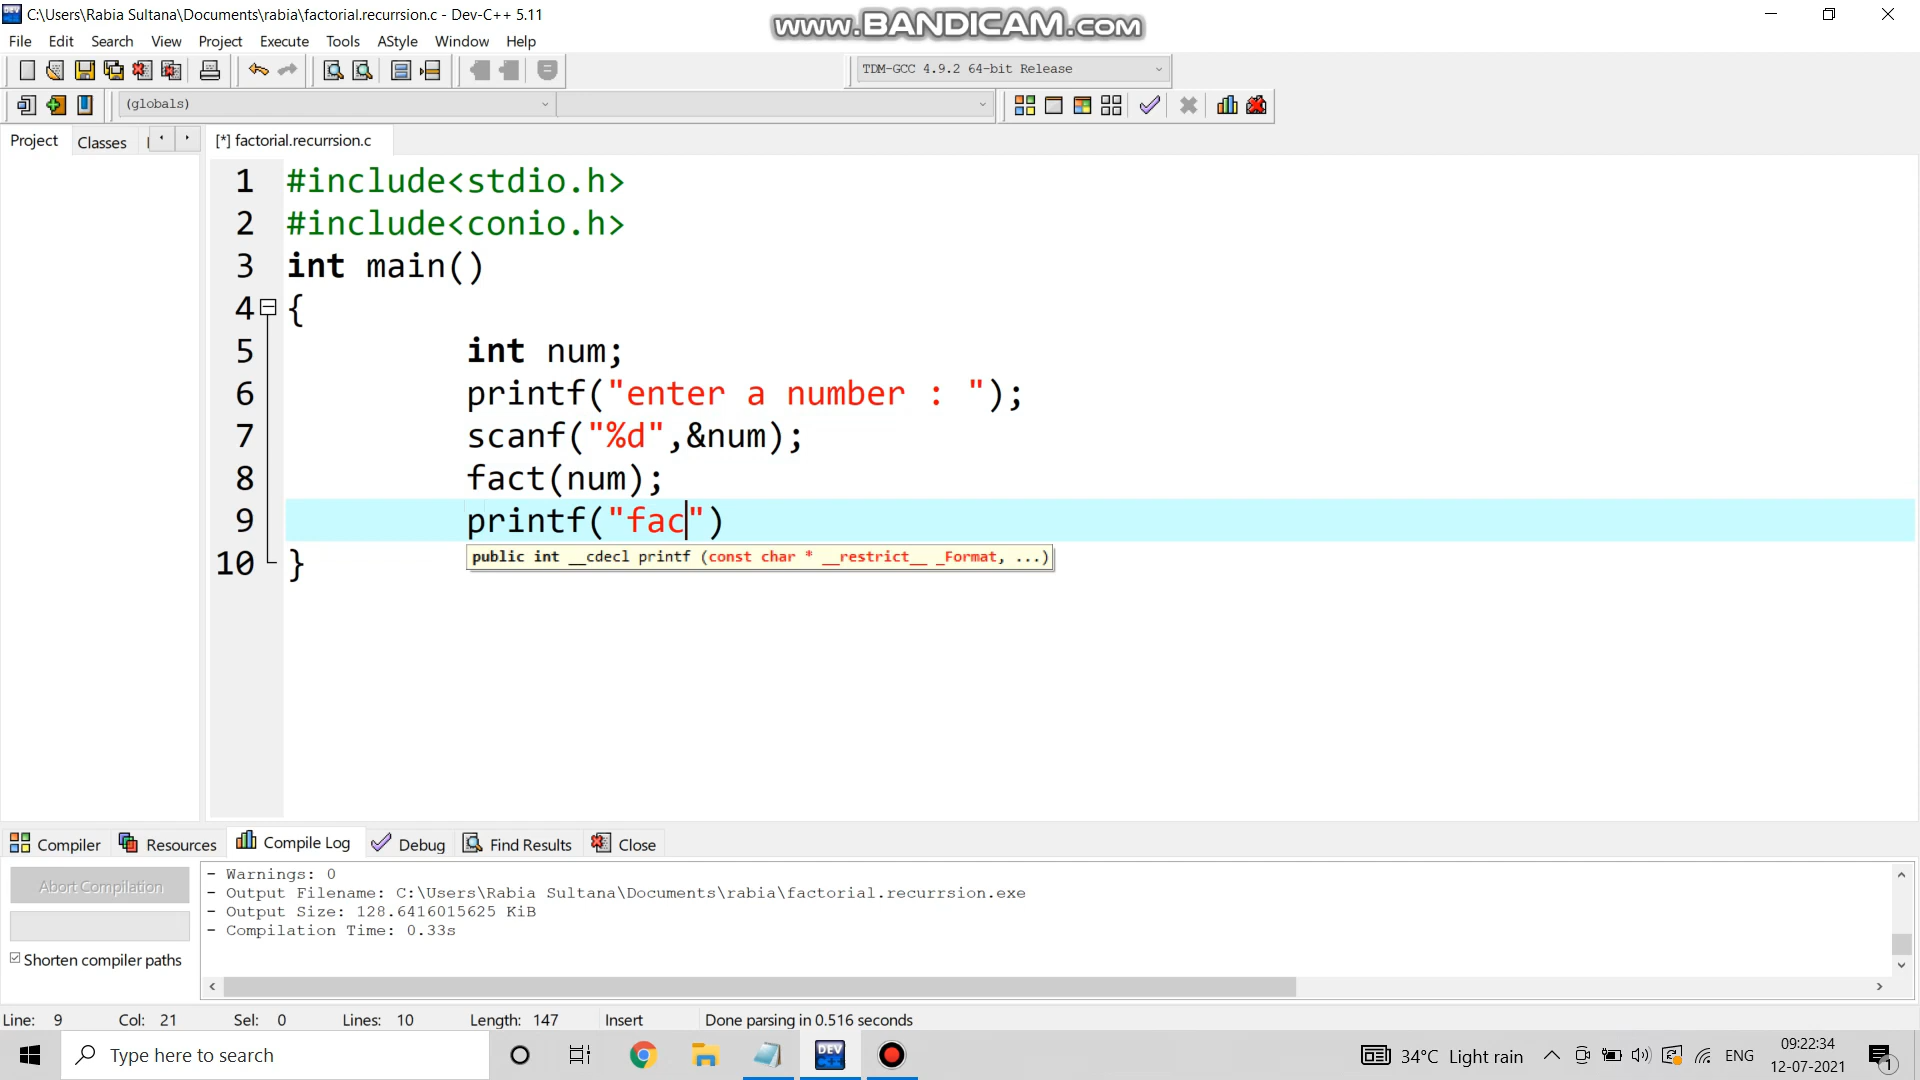 C:\Users\Rabia Sultana\Documents\rabia\factorial.recurrsion.c - Dev-C++ 5.11
www.BANDICAM.com
File Edit Search View Project Execute Tools AStyle Window Help
TDM-GCC 4.9.2 64-bit Release
(globals)
Project Classes
[*] factorial.recurrsion.c
1 #include<stdio.h>
2 #include<conio.h>
3 int main()
4 {
5 int num;
6 printf("enter a number : ");
7 scanf("%d",&num);
8 fact(num);
9 printf("fac")
public int __cdecl printf (const char * __restrict__ _Format, ...)
10 }
Compiler Resources Compile Log Debug Find Results Close
Abort Compilation
Shorten compiler paths
- Warnings: 0
- Output Filename: C:\Users\Rabia Sultana\Documents\rabia\factorial.recurrsion.exe
- Output Size: 128.6416015625 KiB
- Compilation Time: 0.33s
Line: 9 Col: 21 Sel: 0 Lines: 10 Length: 147 Insert Done parsing in 0.516 seconds
Type here to search
DEV C++
34°C Light rain
ENG
09:22:34
12-07-2021
1